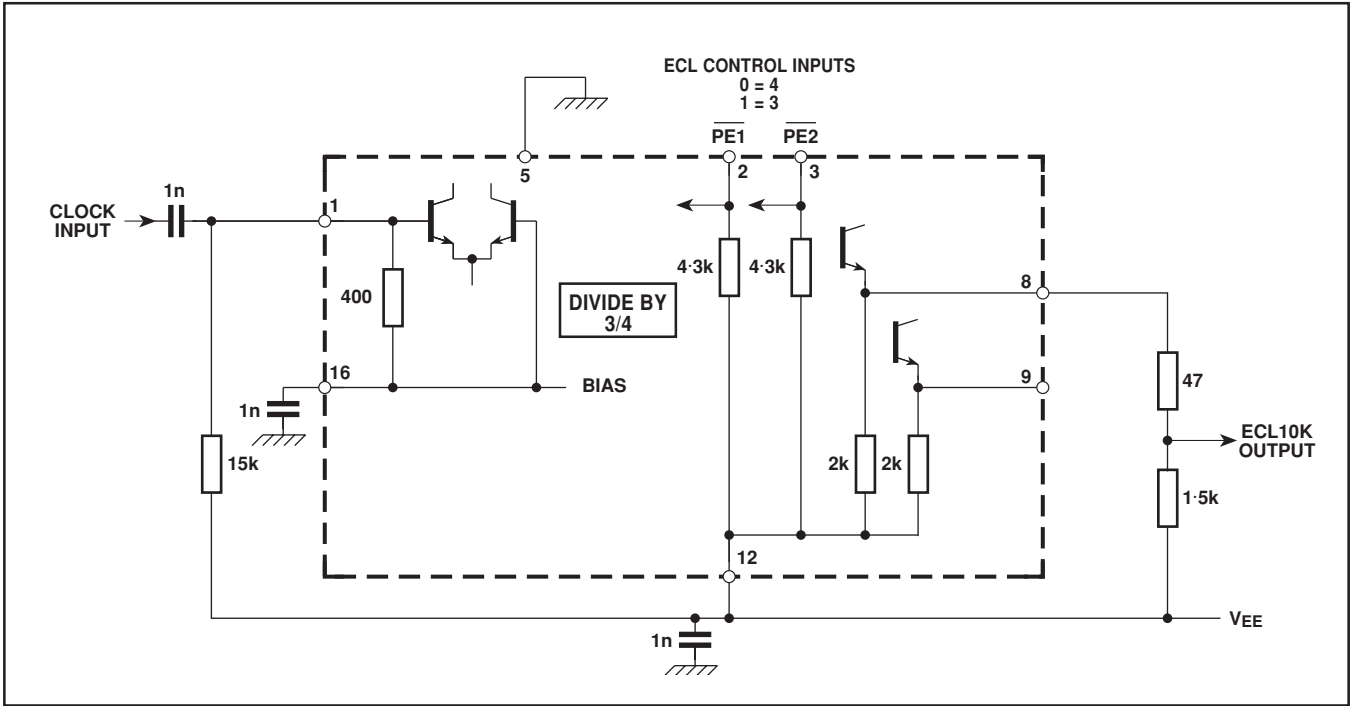 ECL CONTROL INPUTS
0 = 4
1 = 3
PE1
PE2
2
3
5
1n
CLOCK
INPUT
1
400
4·3k
4·3k
DIVIDE BY
3/4
8
47
16
BIAS
9
1n
ECL10K
OUTPUT
15k
2k
2k
1·5k
12
VEE
1n